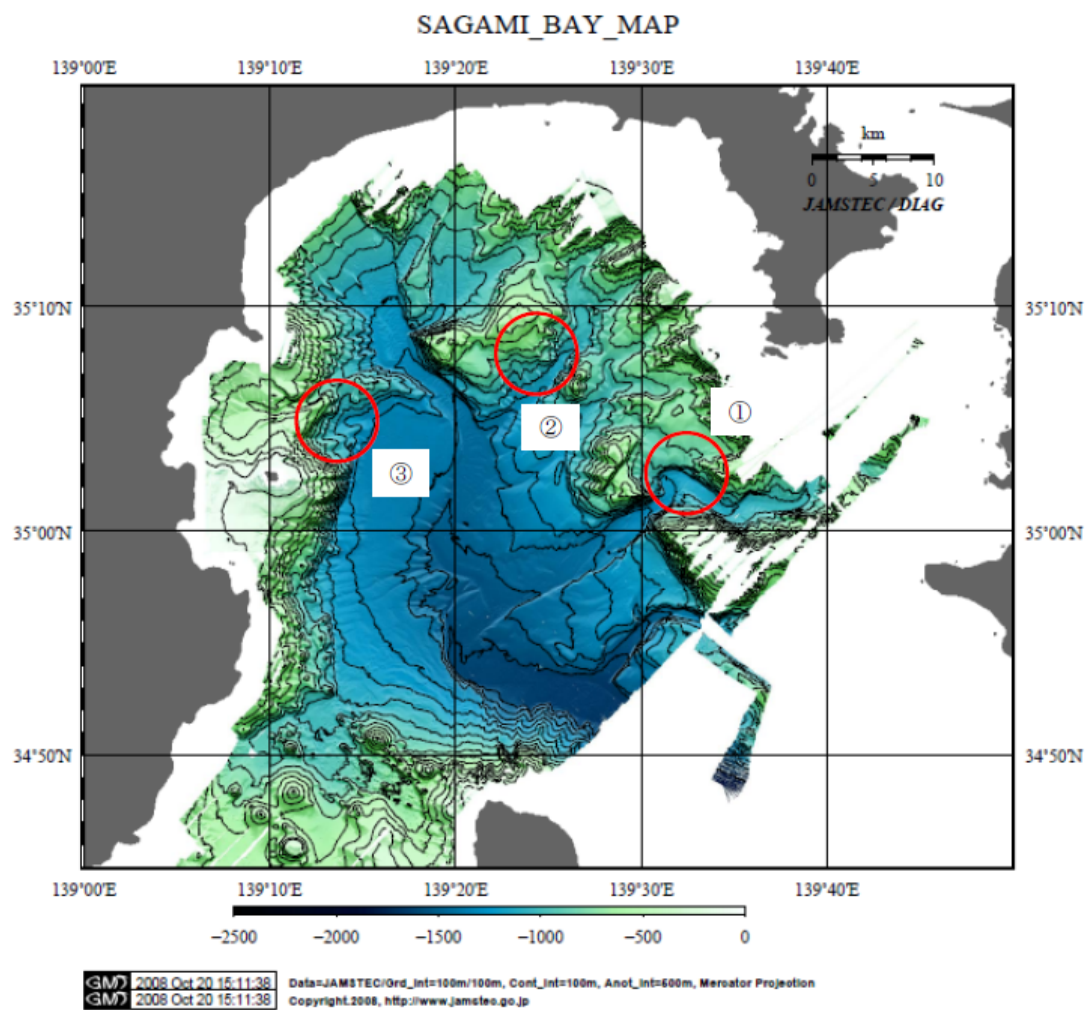 SAGAMI_BAY_MAP
139°00'E 139°10'E 139°20'E 139°30'E 139°40'E
km
0 5 10
JAMSTEC / DIAG
35°10'N 35°10'N
①
②
③
35°00'N 35°00'N
34°50'N 34°50'N
139°00'E 139°10'E 139°20'E 139°30'E 139°40'E
−2500 −2000 −1500 −1000 −500 0
GMT 2008 Oct 20 15:11:38 Data=JAMSTEC/Grd_Int=100m/100m, Cont_Int=100m, Anot_Int=500m, Mercator Projection
GMT 2008 Oct 20 15:11:38 Copyright.2008, http://www.jamstec.go.jp